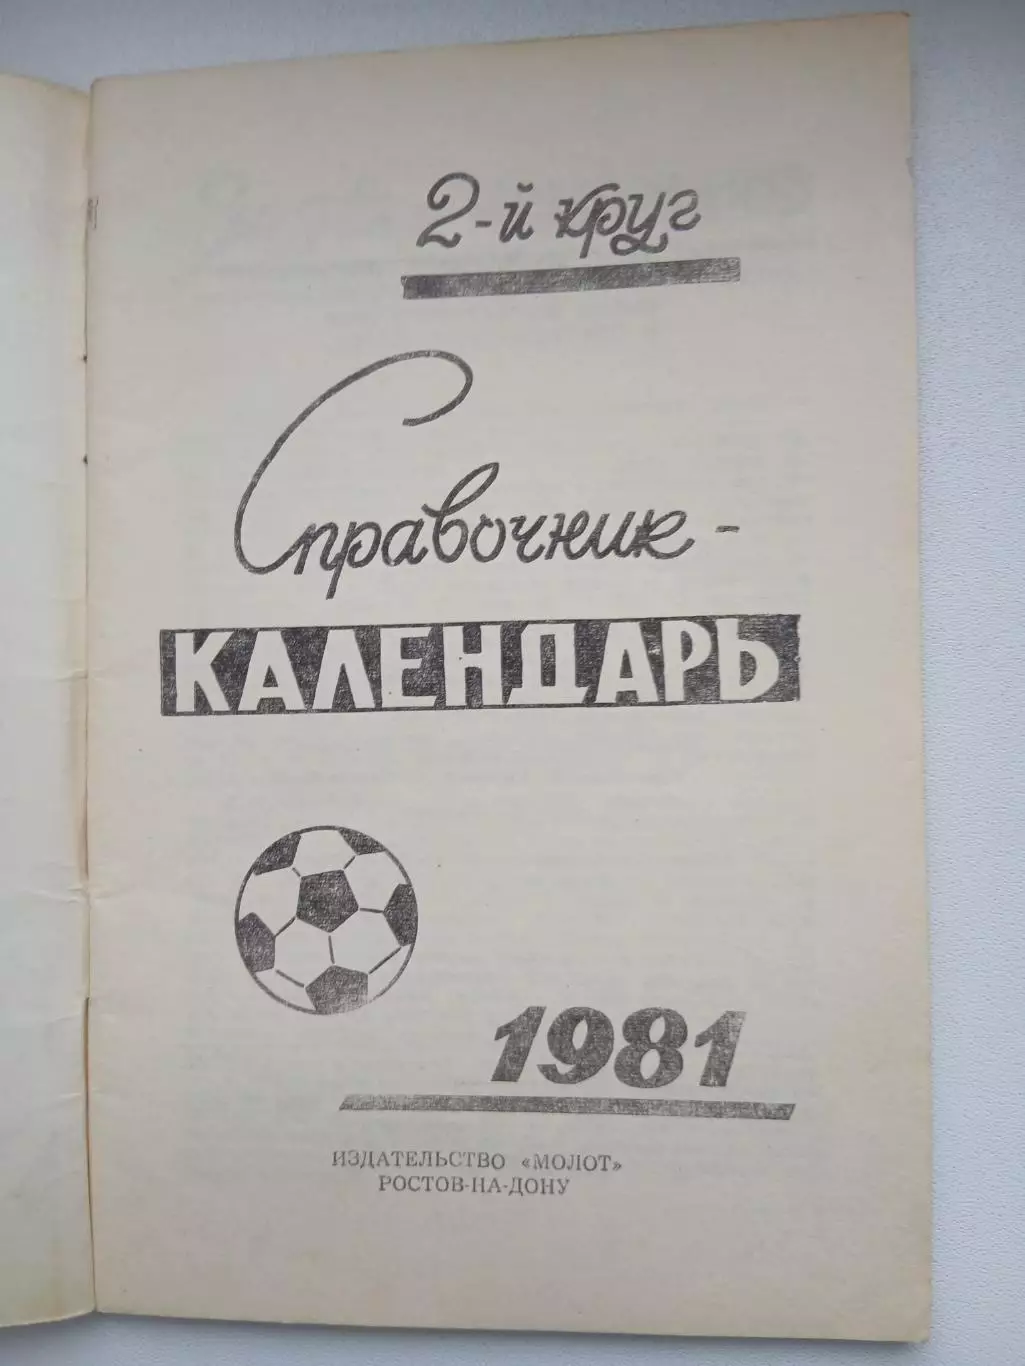 2-й круг
Справочник-
КАЛЕНДАРЬ
1981
ИЗДАТЕЛЬСТВО «МОЛОТ»
РОСТОВ-НА-ДОНУ